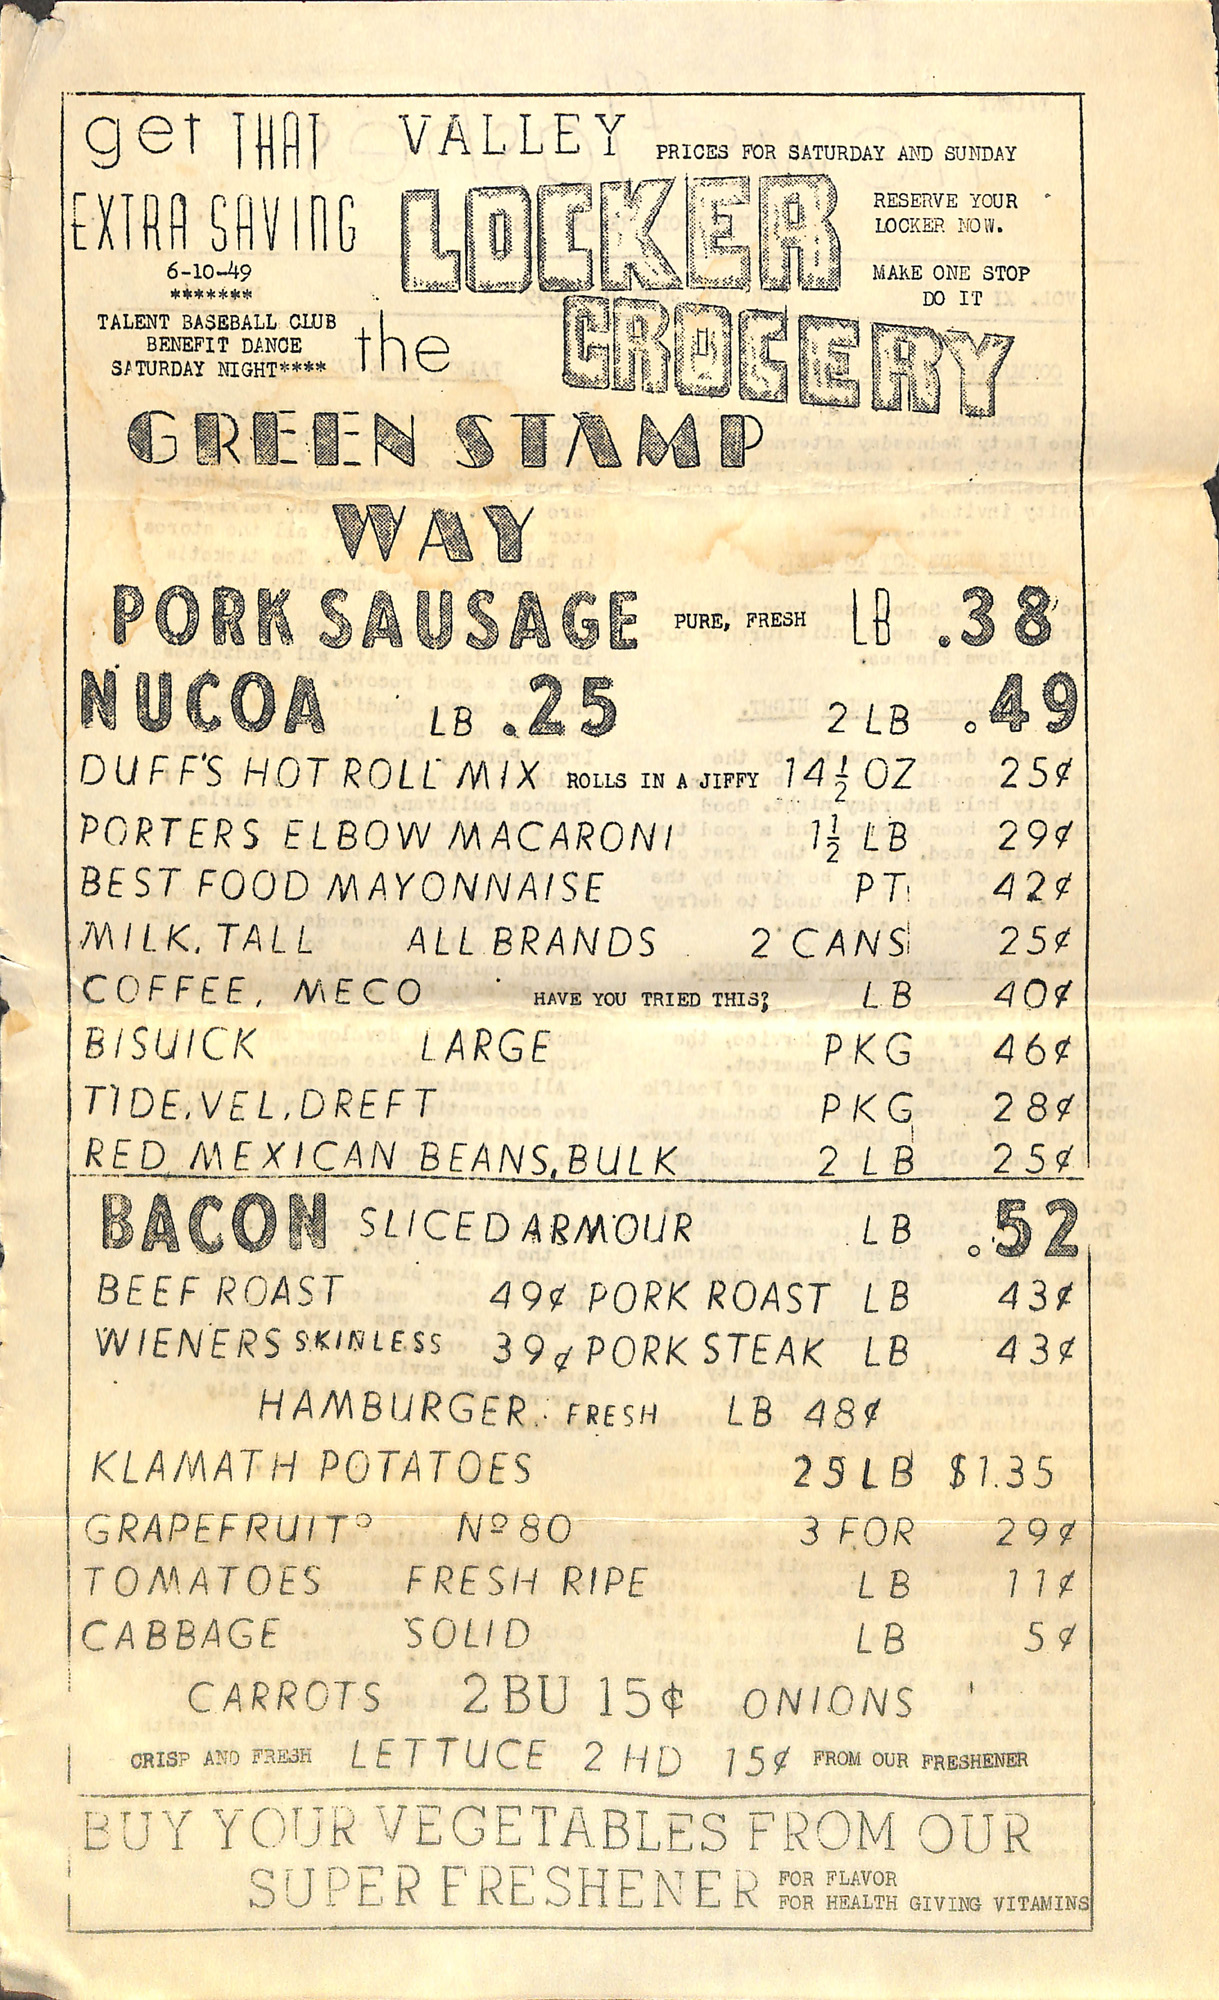 get THAT
EXTRA SAVING
6-10-49
*******
TALENT BASEBALL CLUB
BENEFIT DANCE
SATURDAY NIGHT****
the
VALLEY
LOCKER
GROCERY
PRICES FOR SATURDAY AND SUNDAY
RESERVE YOUR
LOCKER NOW.
MAKE ONE STOP
DO IT
GREEN STAMP
WAY
PORK SAUSAGE PURE, FRESH LB .38
NUCOA LB .25 2 LB .49
DUFF'S HOT ROLL MIX ROLLS IN A JIFFY 14½ OZ 25¢
PORTERS ELBOW MACARONI 1½ LB 29¢
BEST FOOD MAYONNAISE PT. 42¢
MILK, TALL ALL BRANDS 2 CANS 25¢
COFFEE, MECO HAVE YOU TRIED THIS? LB 40¢
BISUICK LARGE PKG 46¢
TIDE, VEL, DREFT PKG 28¢
RED MEXICAN BEANS, BULK 2 LB 25¢
BACON SLICED ARMOUR LB .52
BEEF ROAST 49¢ PORK ROAST LB 43¢
WIENERS SKINLESS 39¢ PORK STEAK LB 43¢
HAMBURGER FRESH LB 48¢
KLAMATH POTATOES 25 LB $1.35
GRAPEFRUIT Nº 80 3 FOR 29¢
TOMATOES FRESH RIPE LB 11¢
CABBAGE SOLID LB 5¢
CARROTS 2 BU 15¢ ONIONS
CRISP AND FRESH LETTUCE 2 HD 15¢ FROM OUR FRESHENER
BUY YOUR VEGETABLES FROM OUR
SUPER FRESHENER FOR FLAVOR
FOR HEALTH GIVING VITAMINS